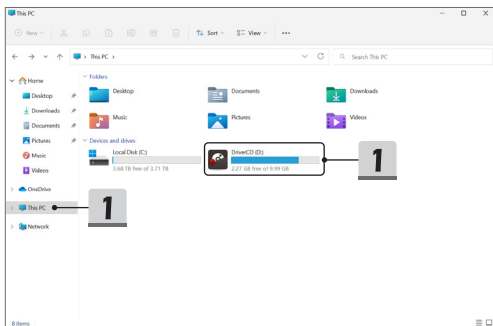 This PC
New
Sort
View
This PC
Search This PC
Home
Desktop
Downloads
Documents
Pictures
Music
Videos
OneDrive
This PC
Network
Folders
Desktop
Documents
Downloads
Music
Pictures
Videos
Devices and drives
Local Disk (C:)
3.68 TB free of 3.71 TB
DriverCD (D:)
2.27 GB free of 9.99 GB
1
1
8 items